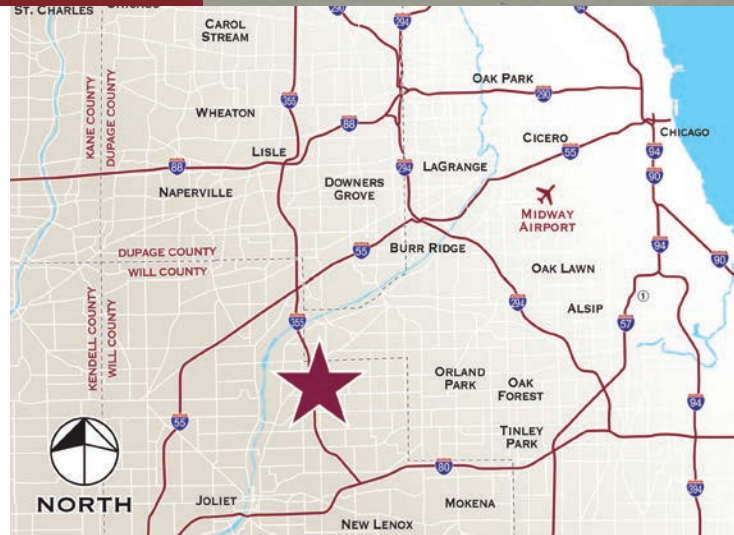 ST. CHARLES
CHICAGO
CAROL
STREAM
290
294
94
OAK PARK
KANE COUNTY
DUPAGE COUNTY
WHEATON
355
88
290
CICERO
CHICAGO
LISLE
88
294
LAGRANGE
55
94
90
NAPERVILLE
DOWNERS
GROVE
MIDWAY
AIRPORT
DUPAGE COUNTY
WILL COUNTY
55
BURR RIDGE
94
90
OAK LAWN
KENDELL COUNTY
WILL COUNTY
355
294
ALSIP
1
57
ORLAND
PARK
OAK
FOREST
94
55
TINLEY
PARK
80
NORTH
JOLIET
MOKENA
394
NEW LENOX